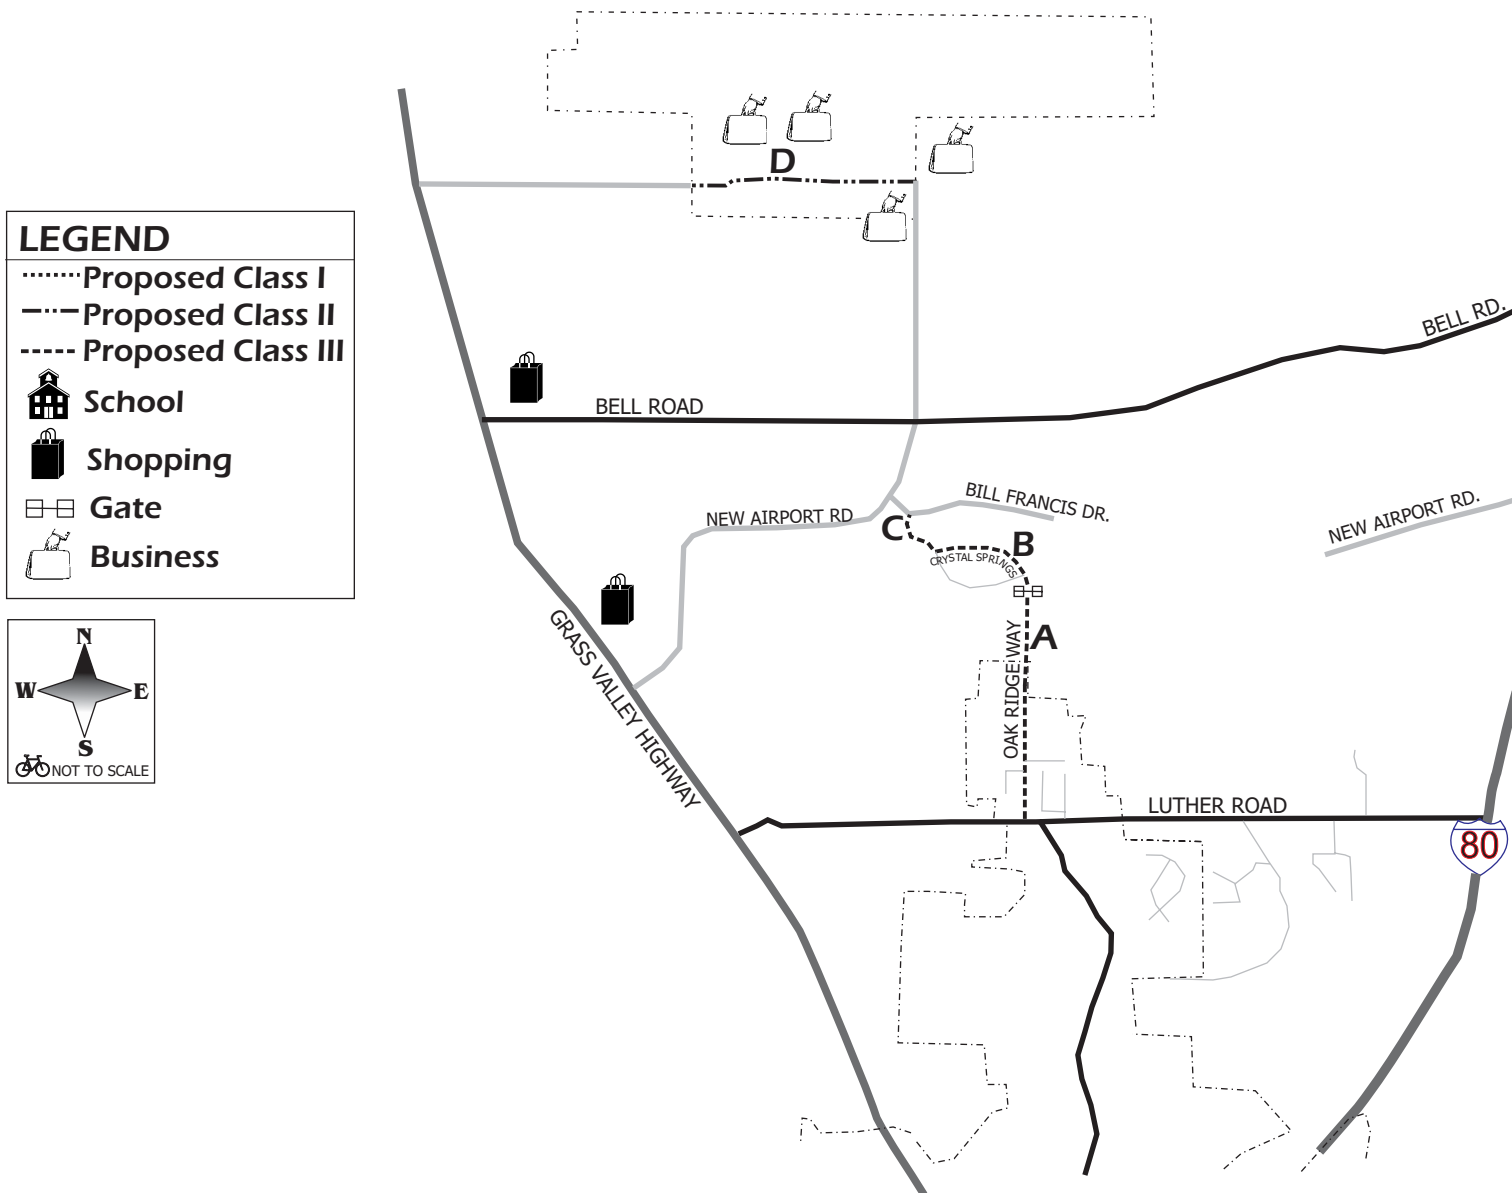 D
LEGEND
Proposed Class I
Proposed Class II
Proposed Class III
School
Shopping
Gate
Business
N
W
E
S
NOT TO SCALE
BELL RD.
BELL ROAD
BILL FRANCIS DR.
NEW AIRPORT RD
NEW AIRPORT RD.
C
B
CRYSTAL SPRINGS
A
OAK RIDGE WAY
GRASS VALLEY HIGHWAY
LUTHER ROAD
80